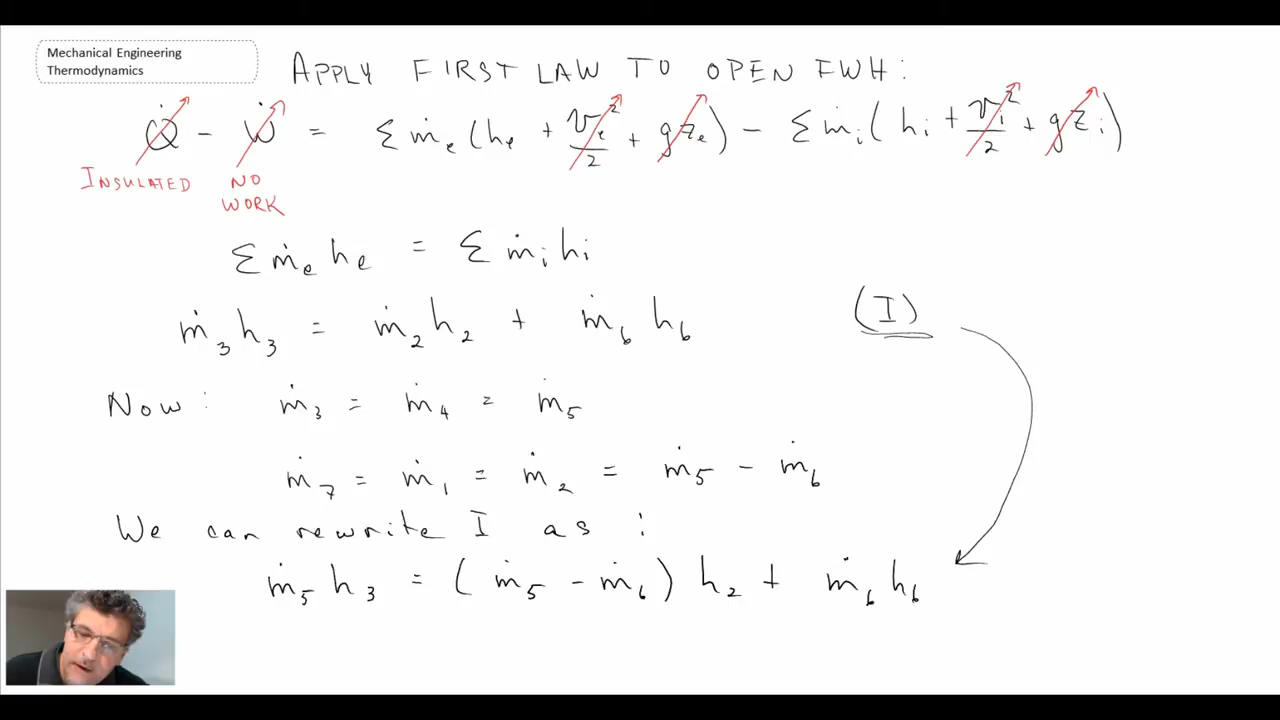 Mechanical Engineering
Thermodynamics
APPLY FIRST LAW TO OPEN FWH:
Q̇ - Ẇ = Σṁₑ(hₑ + vₑ²/2 + gzₑ) - Σṁᵢ(hᵢ + vᵢ²/2 + gzᵢ)
INSULATED NO WORK
Σṁₑhₑ = Σṁᵢhᵢ
ṁ₃h₃ = ṁ₂h₂ + ṁ₆h₆ (I)
Now: ṁ₃ = ṁ₄ = ṁ₅
ṁ₇ = ṁ₁ = ṁ₂ = ṁ₅ - ṁ₆
We can rewrite I as:
ṁ₅h₃ = (ṁ₅ - ṁ₆)h₂ + ṁ₆h₆